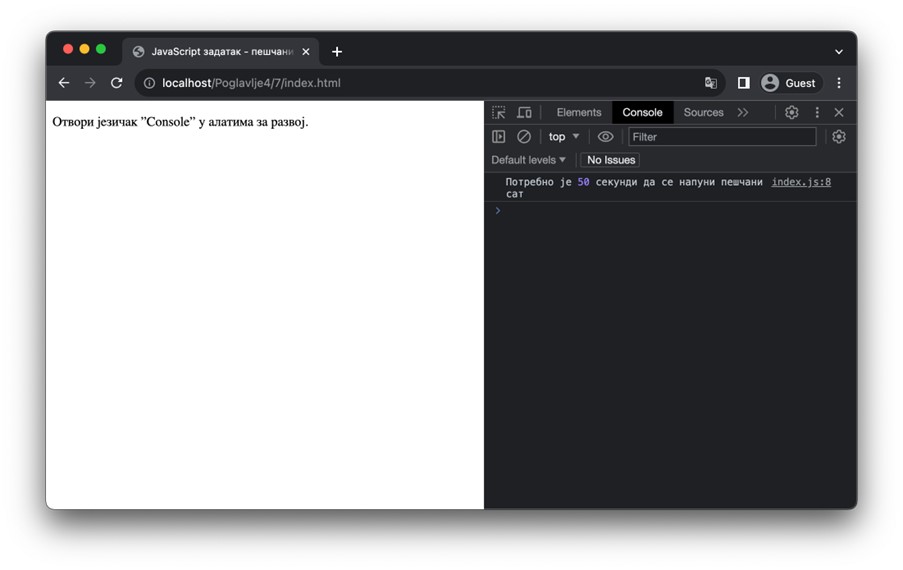 JavaScript задатак - пешчани
localhost/Poglavlje4/7/index.html
Guest
Отвори језичак ”Console” у алатима за развој.
Elements Console Sources
top Filter
Default levels No Issues
Потребно је 50 секунди да се напуни пешчани index.js:8
сат